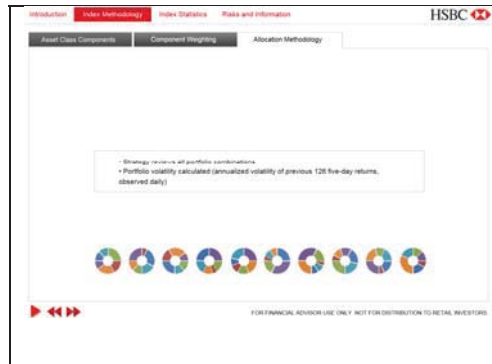 Introduction Index Methodology Index Statistics Risks and Information HSBC
Asset Class Components Component Weighting Allocation Methodology
• Strategy reviews all portfolio combinations
• Portfolio volatility calculated (annualized volatility of previous 126 five-day returns,
observed daily)
FOR FINANCIAL ADVISOR USE ONLY. NOT FOR DISTRIBUTION TO RETAIL INVESTORS.